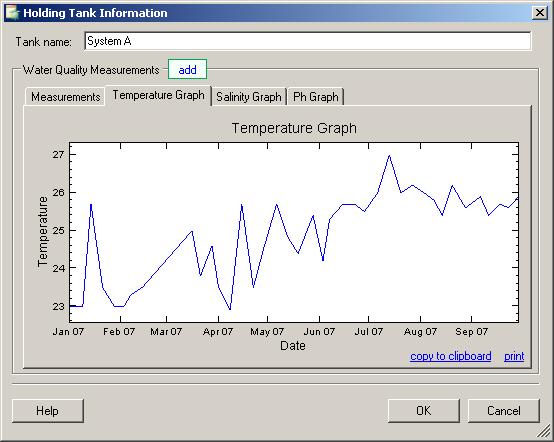 Holding Tank Information
Tank name: System A
Water Quality Measurements add
Measurements Temperature Graph Salinity Graph Ph Graph
Temperature Graph
27
26
25
24
23
Temperature
Jan 07 Feb 07 Mar 07 Apr 07 May 07 Jun 07 Jul 07 Aug 07 Sep 07
Date
copy to clipboard print
Help OK Cancel